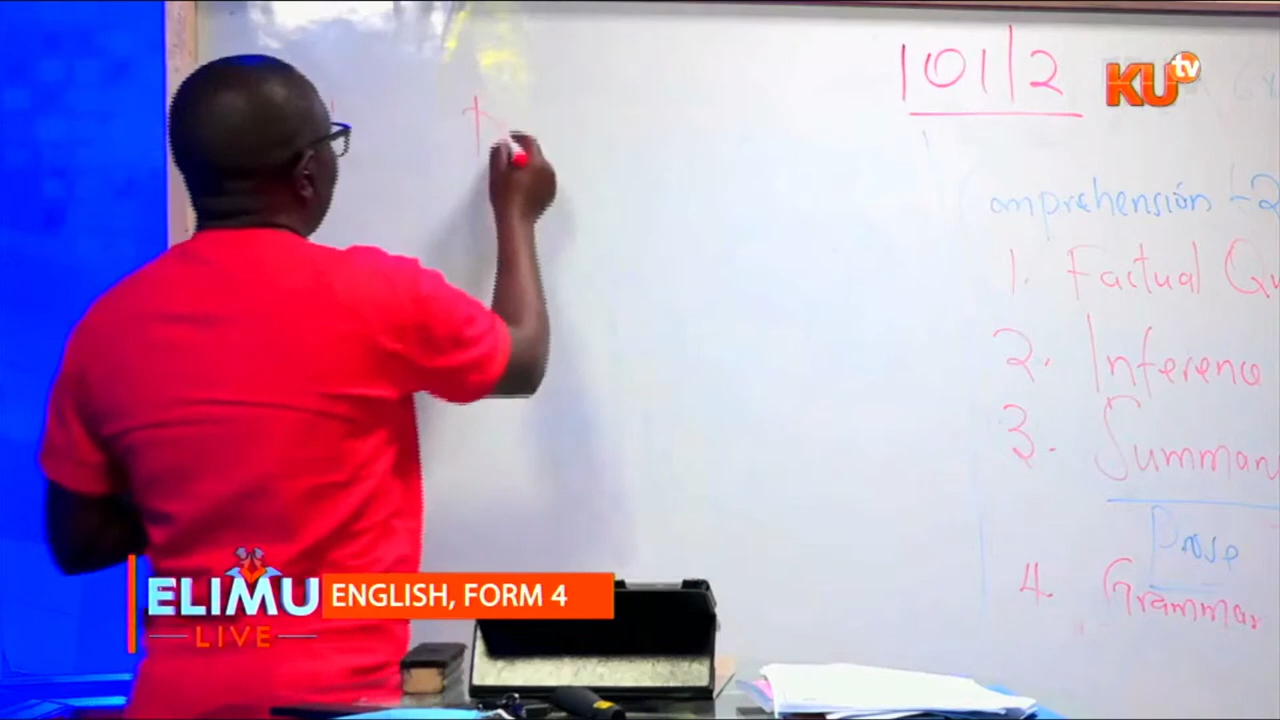 101|2
KU tv
omprehension -2
1. Factual Qu
2. Inference
3. Summar
Prose
4. Grammar
ELIMU
LIVE
ENGLISH, FORM 4